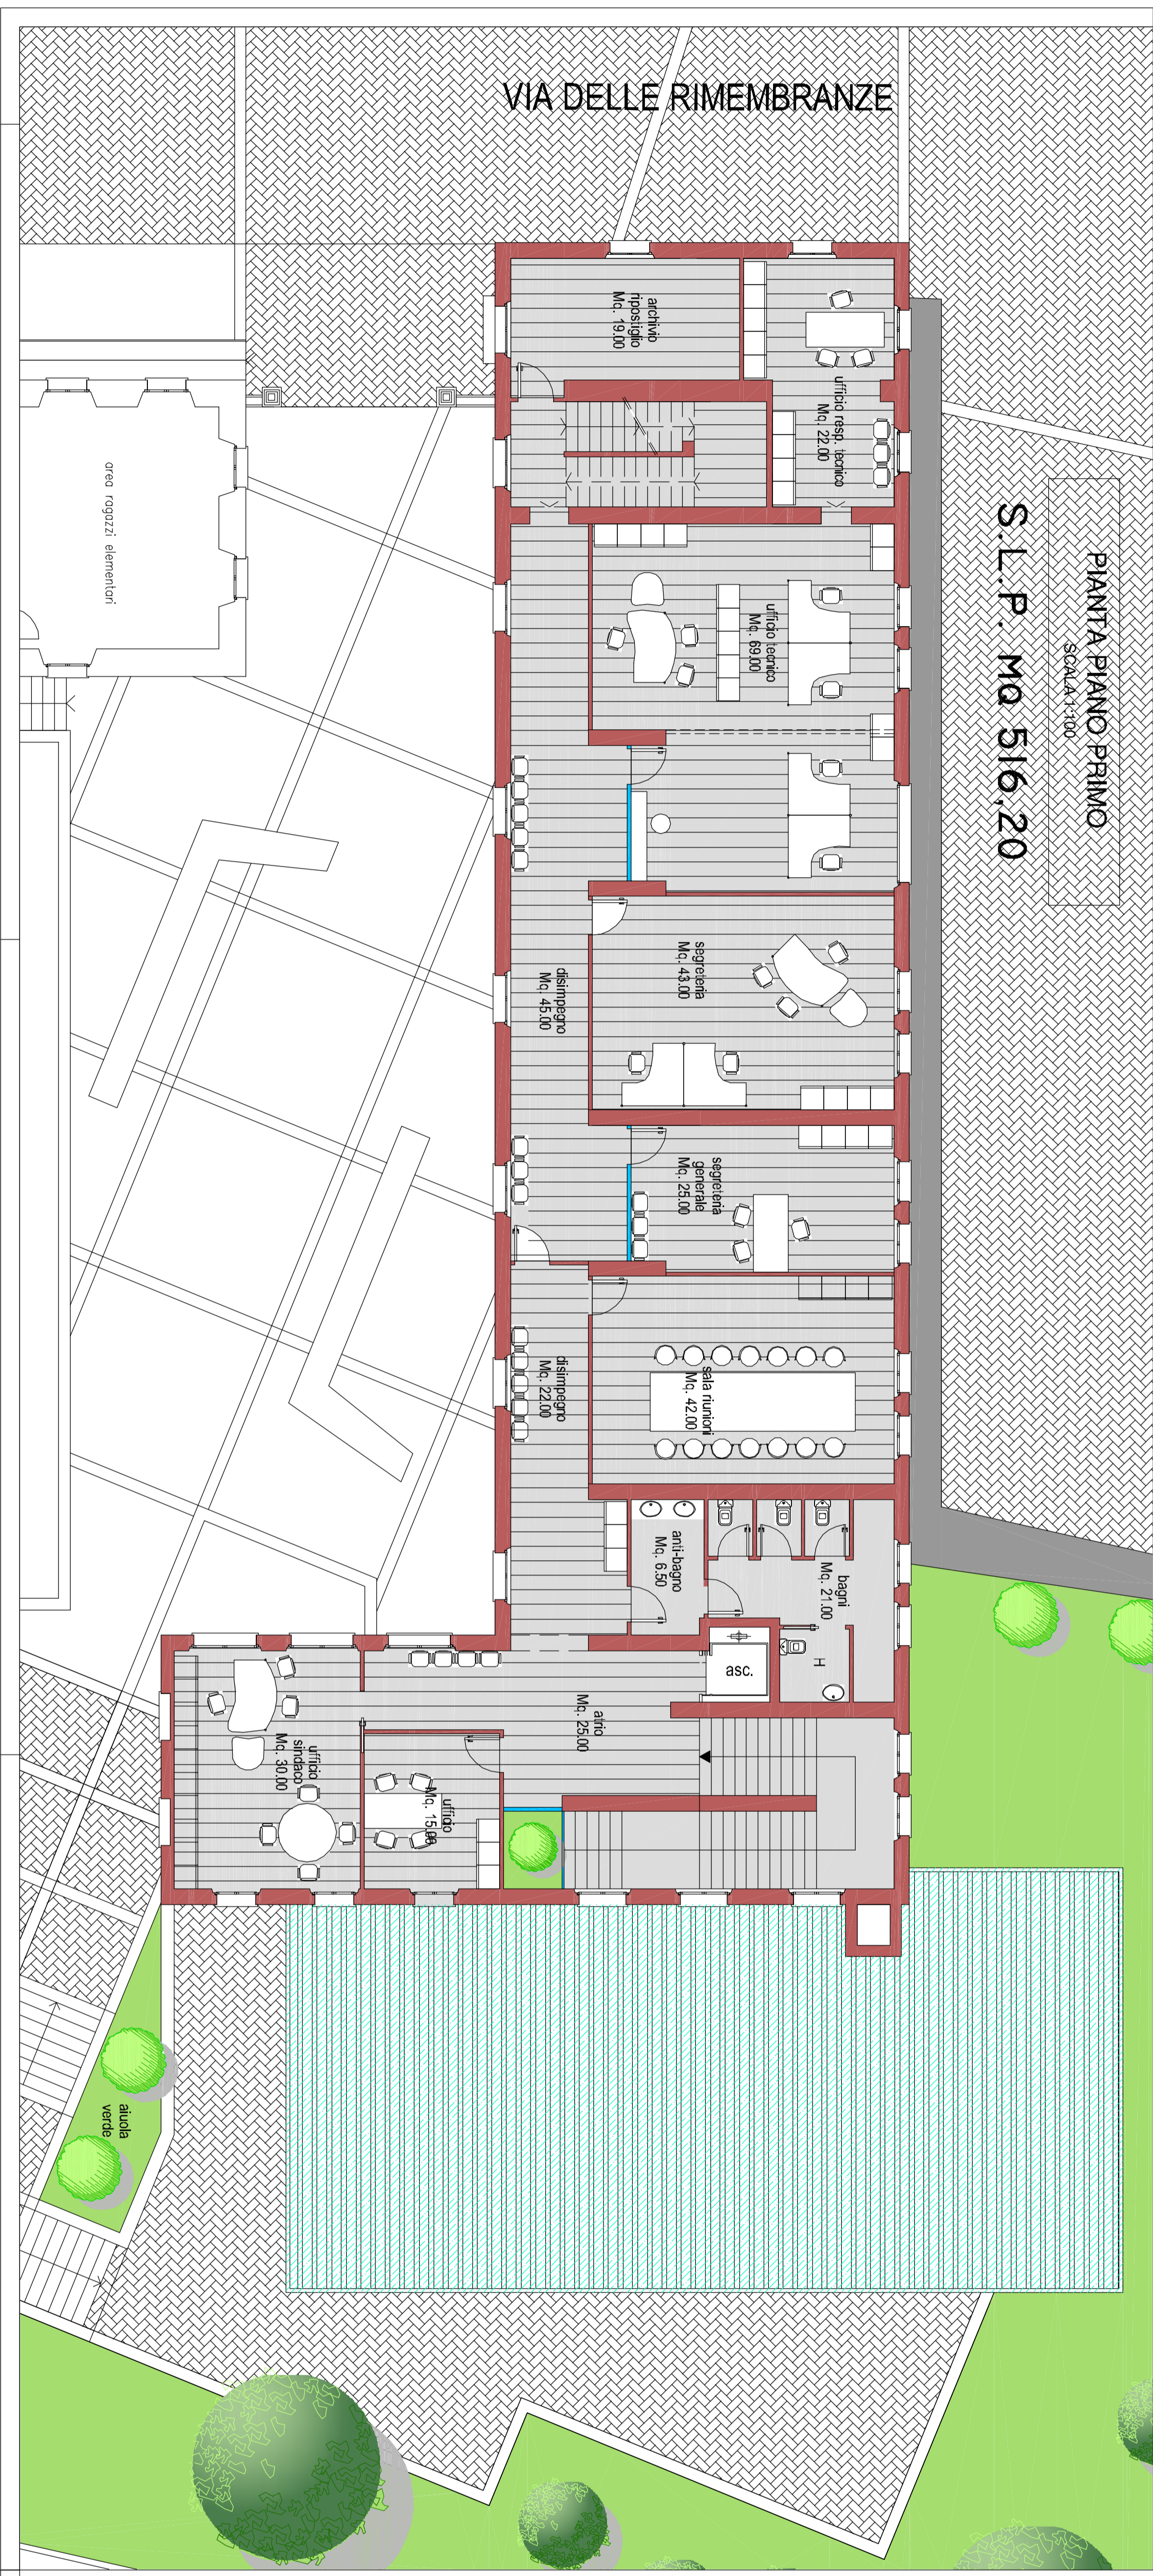 VIA DELLE RIMEMBRANZE
PIANTA PIANO PRIMO
SCALA 1:100
S.L.P. MQ 516,20
archivio
ripostiglio
Mq. 19.00
ufficio resp. tecnico
Mq. 22.00
area ragazzi elementari
ufficio tecnico
Mq. 69.00
segreteria
Mq. 43.00
disimpegno
Mq. 45.00
segreteria
generale
Mq. 25.00
sala riunioni
Mq. 42.00
disimpegno
Mq. 22.00
anti-bagno
Mq. 6.50
bagni
Mq. 21.00
H
asc.
atrio
Mq. 25.00
ufficio
sindaco
Mq. 30.00
ufficio
Mq. 15.00
aiuola
verde